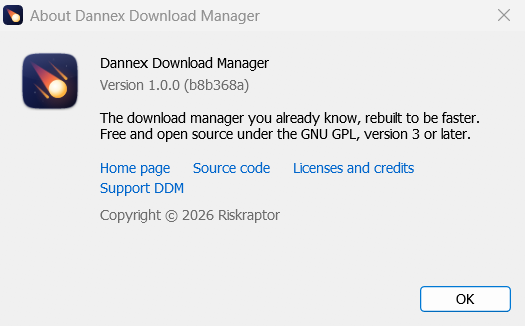 About Dannex Download Manager
Dannex Download Manager
Version 1.0.0 (b8b368a)
The download manager you already know, rebuilt to be faster.
Free and open source under the GNU GPL, version 3 or later.
Home page Source code Licenses and credits
Support DDM
Copyright © 2026 Riskraptor
OK